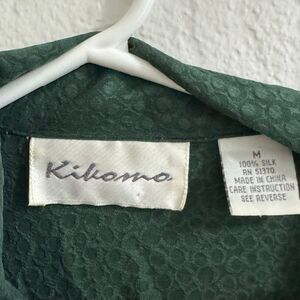 Kikomo
M
100% SILK
RN 51370
MADE IN CHINA
CARE INSTRUCTION
SEE REVERSE